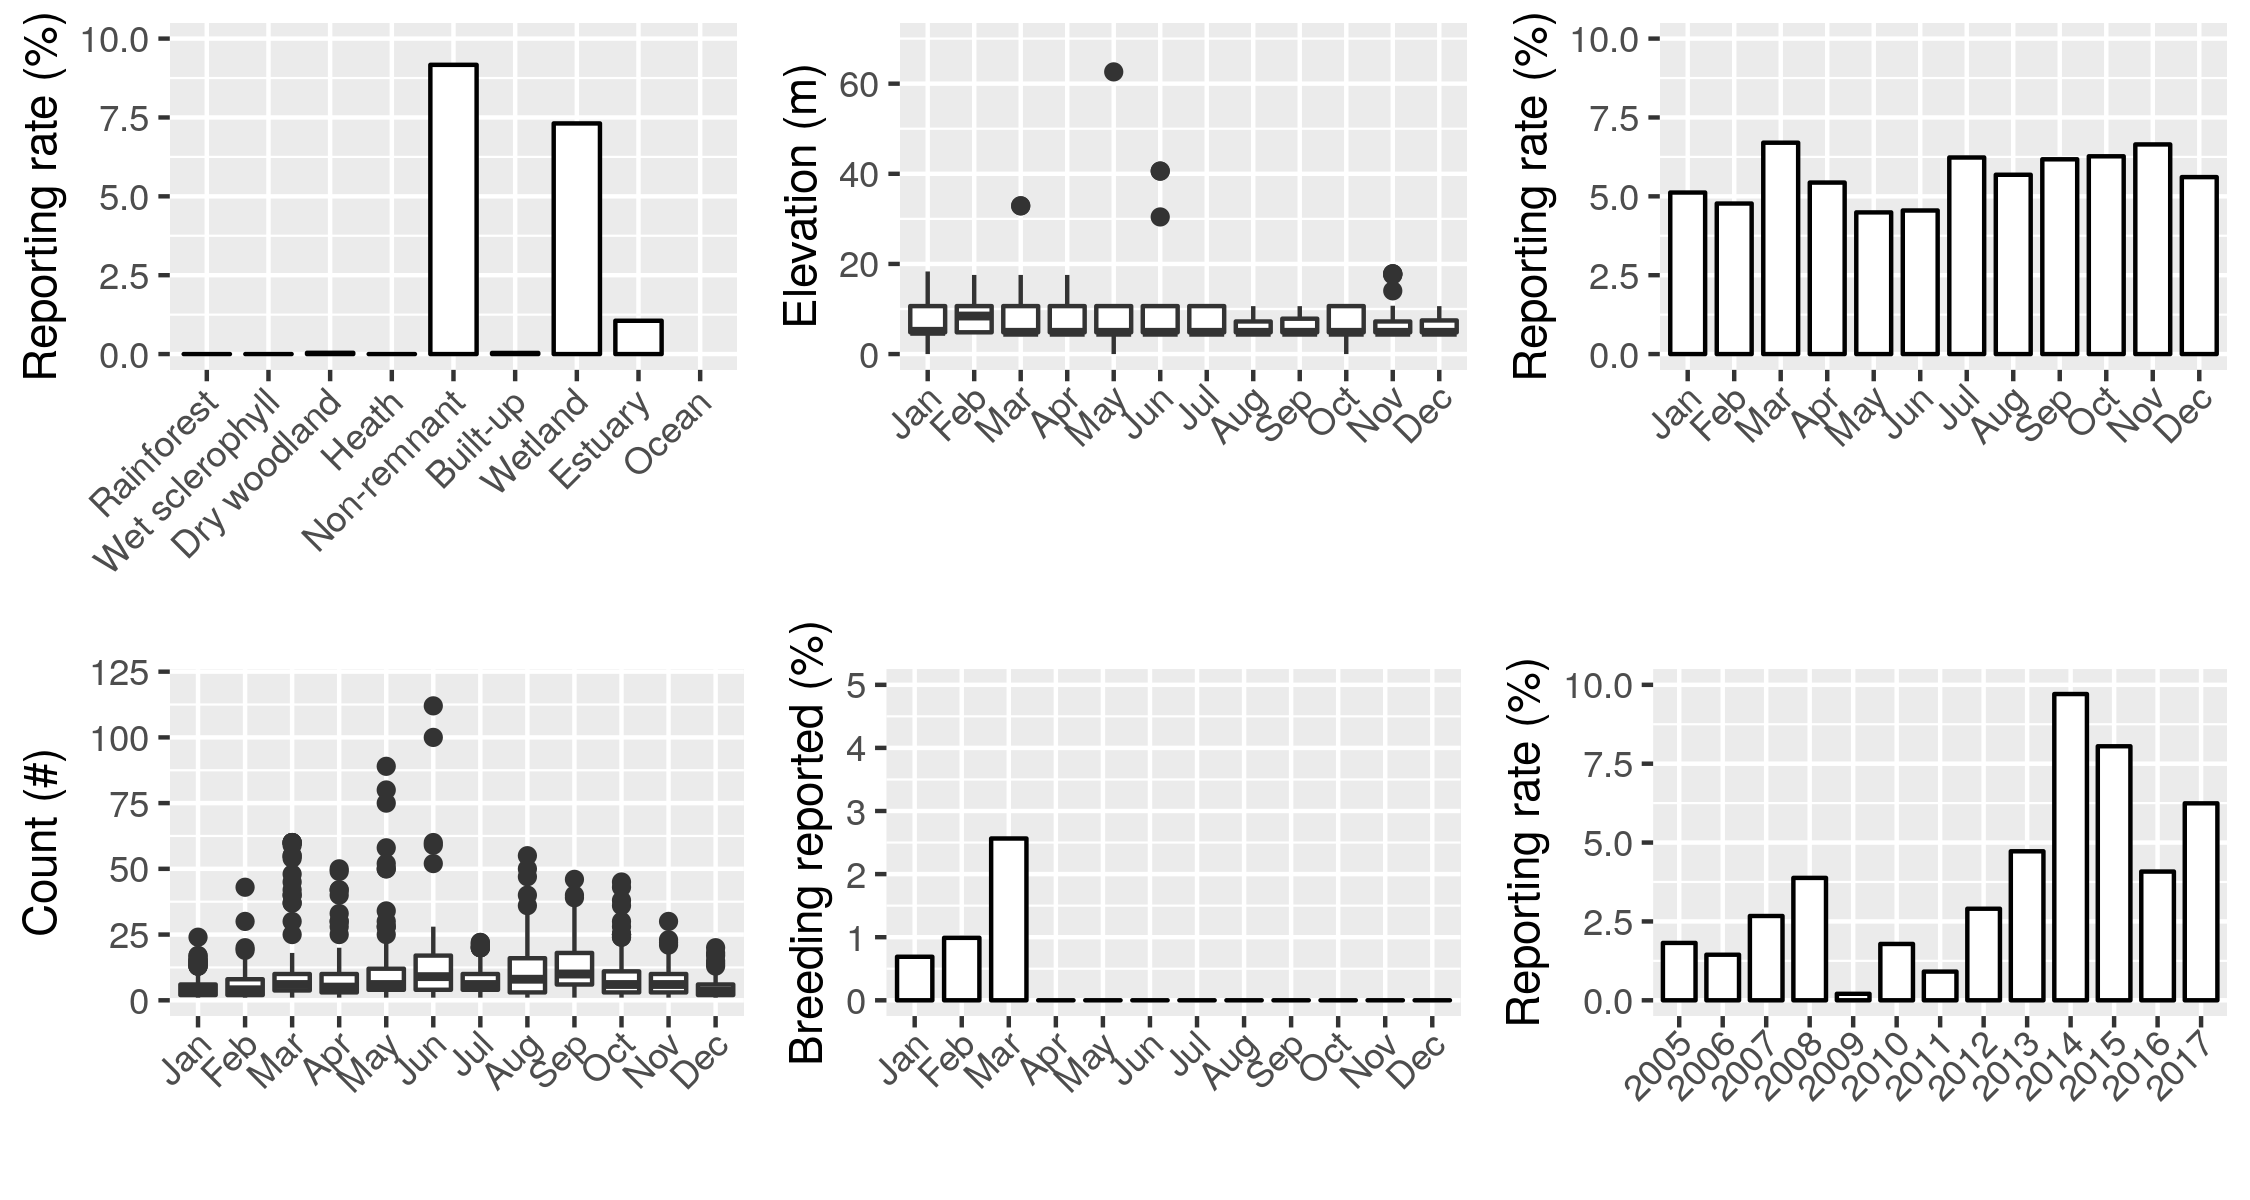 Reporting rate (%)
10.0
7.5
5.0
2.5
0.0
Rainforest
Wet sclerophyll
Dry woodland
Heath
Non-remnant
Built-up
Wetland
Estuary
Ocean
Elevation (m)
60
40
20
0
Jan
Feb
Mar
Apr
May
Jun
Jul
Aug
Sep
Oct
Nov
Dec
Reporting rate (%)
10.0
7.5
5.0
2.5
0.0
Jan
Feb
Mar
Apr
May
Jun
Jul
Aug
Sep
Oct
Nov
Dec
Count (#)
125
100
75
50
25
0
Jan
Feb
Mar
Apr
May
Jun
Jul
Aug
Sep
Oct
Nov
Dec
Breeding reported (%)
5
4
3
2
1
0
Jan
Feb
Mar
Apr
May
Jun
Jul
Aug
Sep
Oct
Nov
Dec
Reporting rate (%)
10.0
7.5
5.0
2.5
0.0
2005
2006
2007
2008
2009
2010
2011
2012
2013
2014
2015
2016
2017